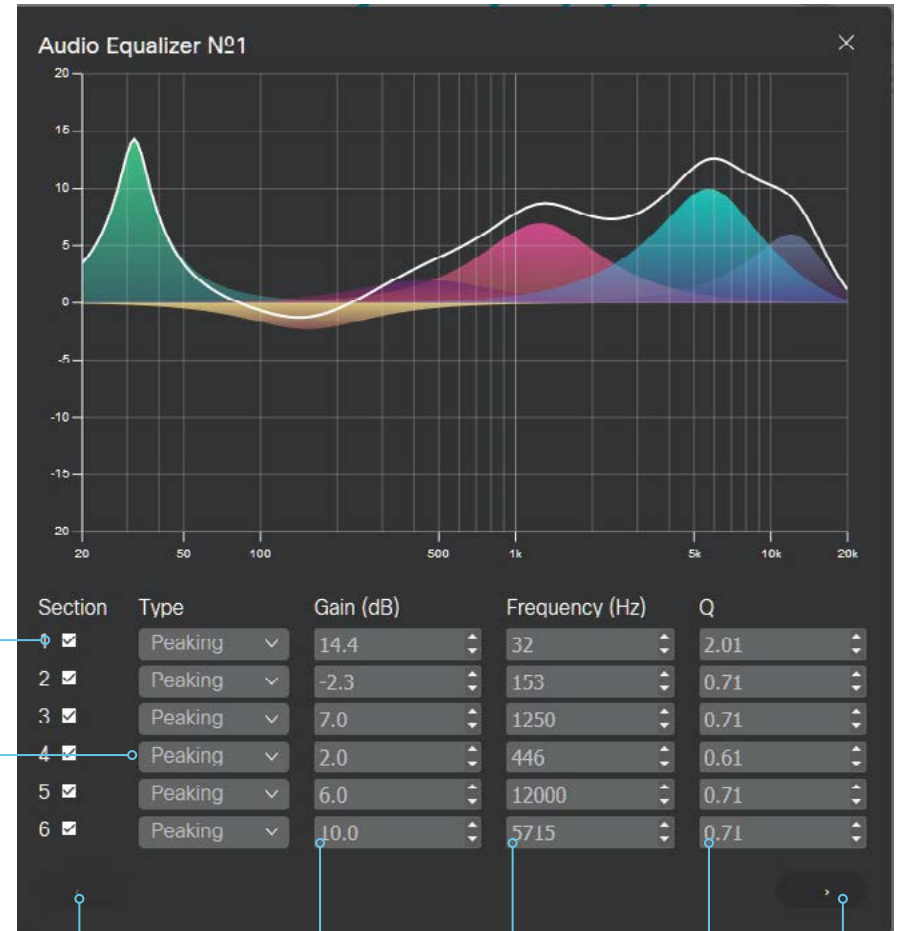 Audio Equalizer Nº1
20
15
10
5
0
-5
-10
-15
20
20 50 100 500 1k 5k 10k 20k
Section Type Gain (dB) Frequency (Hz) Q
1 Peaking 14.4 32 2.01
2 Peaking -2.3 153 0.71
3 Peaking 7.0 1250 0.71
4 Peaking 2.0 446 0.61
5 Peaking 6.0 12000 0.71
6 Peaking 10.0 5715 0.71